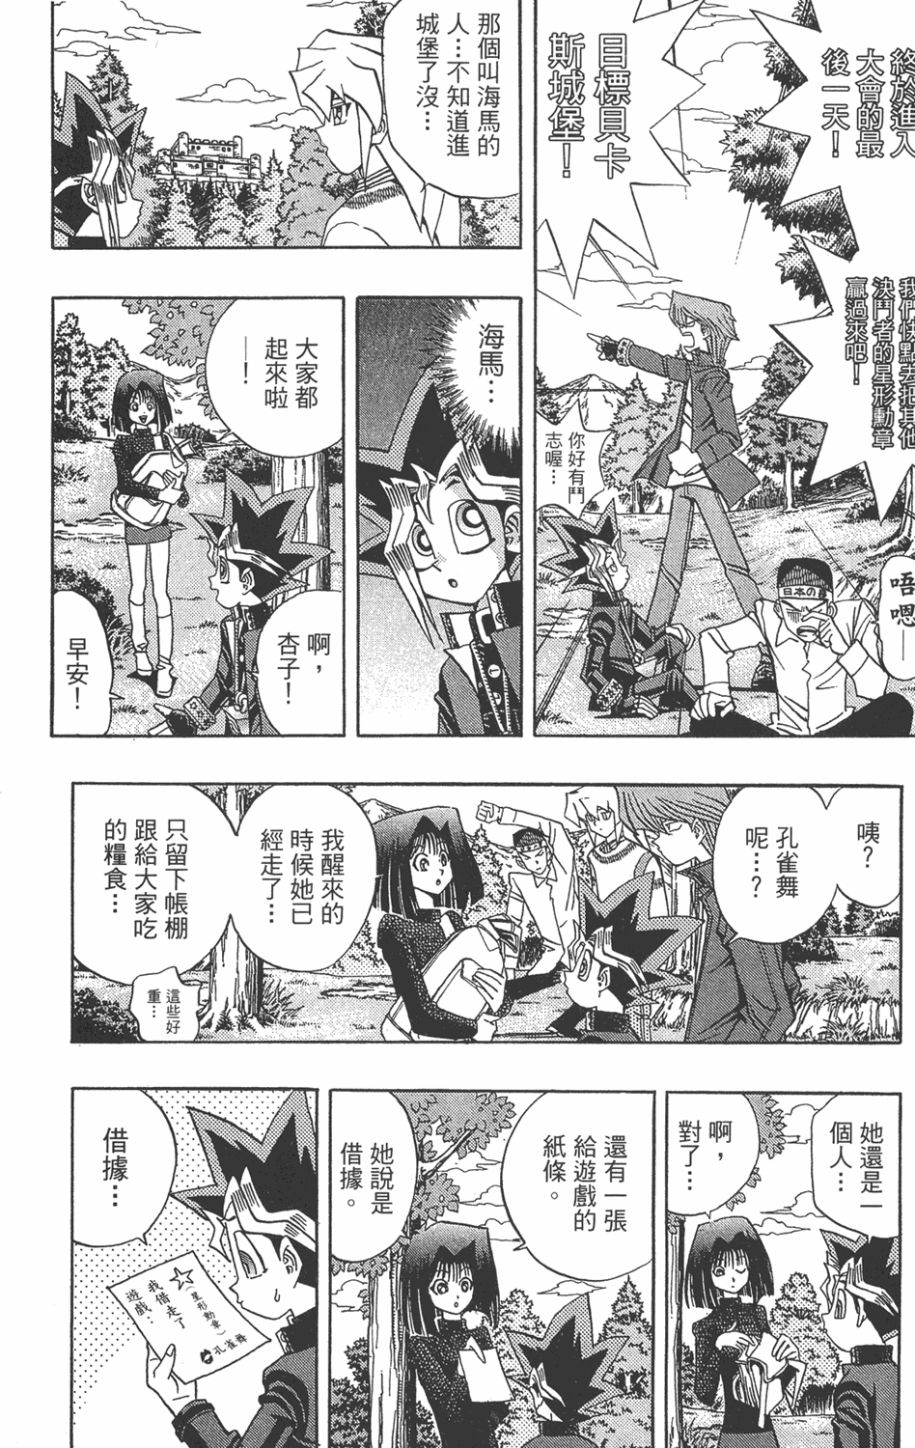 終於進入
大會的最
後一天！
目標貝卡
斯城堡！
我們快點去把其他
決鬥者的星形勳章
贏過來吧！
你好有鬥
志喔…
唔嗯—
日本の
那個叫海馬的
人…不知道進
城堡了沒…
海馬…
大家都
起來啦
—！
啊，
杏子！
早安！
咦？
孔雀舞
呢…？
我醒來的
時候她已
經走了…
只留下帳棚
跟給大家吃
的糧食…
這些好
重…
她還是一
個人…
啊，
對了…
還有一張
給遊戲的
紙條。
她說是
借據。
借據…
☆
（星形勳章）
我借走了
遊戲
孔雀舞